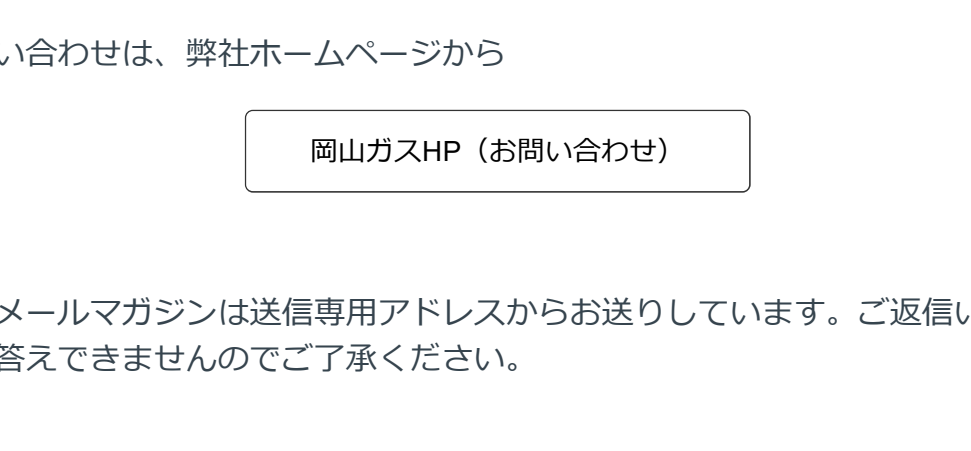 い合わせは、弊社ホームページから
岡山ガスHP（お問い合わせ）
メールマガジンは送信専用アドレスからお送りしています。ご返信い
答えできませんのでご了承ください。